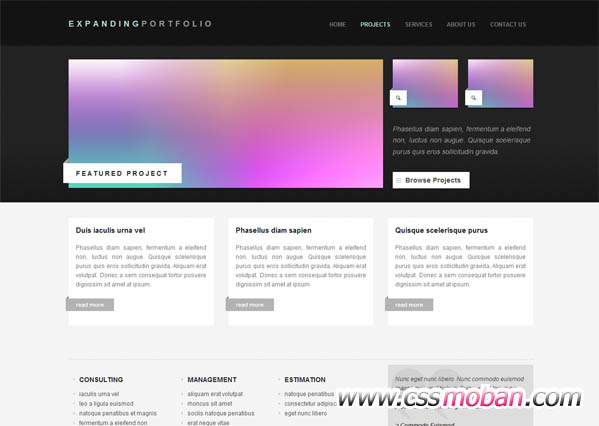 EXPANDINGPORTFOLIO
HOME PROJECTS SERVICES ABOUT US CONTACT US
FEATURED PROJECT
Phasellus diam sapien, fermentum a eleifend
non, luctus non augue. Quisque scelerisque
purus quis eros sollicitudin gravida.
Browse Projects
Duis iaculis urna vel
Phasellus diam sapien, fermentum a eleifend
non, luctus non augue. Quisque scelerisque
purus quis eros sollicitudin gravida. Aliquam erat
volutpat. Donec a sem consequat tortor posuere
dignissim sit amet at ipsum.
read more
Phasellus diam sapien
Phasellus diam sapien, fermentum a eleifend
non, luctus non augue. Quisque scelerisque
purus quis eros sollicitudin gravida. Aliquam erat
volutpat. Donec a sem consequat tortor posuere
dignissim sit amet at ipsum.
read more
Quisque scelerisque purus
Phasellus diam sapien, fermentum a eleifend
non, luctus non augue. Quisque scelerisque
purus quis eros sollicitudin gravida. Aliquam erat
volutpat. Donec a sem consequat tortor posuere
dignissim sit amet at ipsum.
read more
CONSULTING
iaculis urna vel
leo a ligula euismod
natoque penatibus et magnis
fermentum a eleifend non
MANAGEMENT
aliquam erat volutpat
rhoncus sit amet
sociis natoque penatibus
erat neque vitae
ESTIMATION
natoque penatibus
consectetur adipisc
eget nunc libero
Nunc eget nunc libero. Nunc commodo euismod
Commodo Euismod
www.cssmoban.com